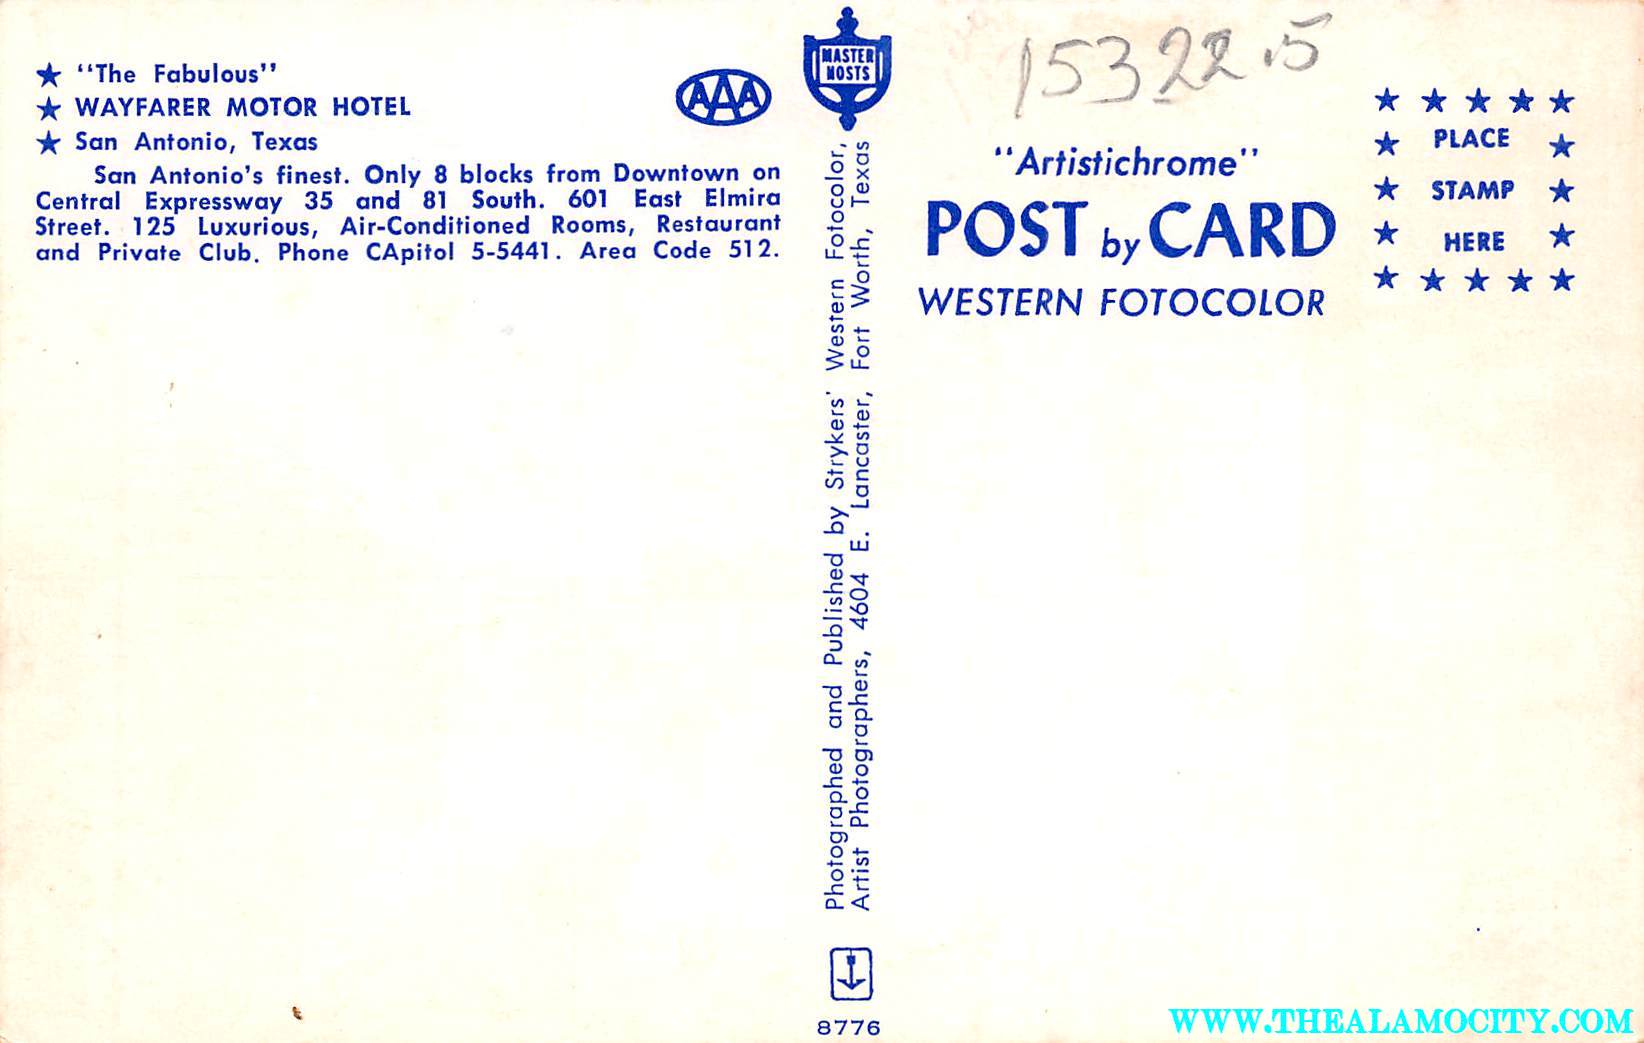 ★ "The Fabulous"
★ WAYFARER MOTOR HOTEL
★ San Antonio, Texas
San Antonio's finest. Only 8 blocks from Downtown on
Central Expressway 35 and 81 South. 601 East Elmira
Street. 125 Luxurious, Air-Conditioned Rooms, Restaurant
and Private Club. Phone CApitol 5-5441. Area Code 512.
AAA
MASTER
HOSTS
Photographed and Published by Strykers' Western Fotocolor,
Artist Photographers, 4604 E. Lancaster, Fort Worth, Texas
8776
15322.5
"Artistichrome"
POST by CARD
WESTERN FOTOCOLOR
PLACE
STAMP
HERE
WWW.THEALAMOCITY.COM